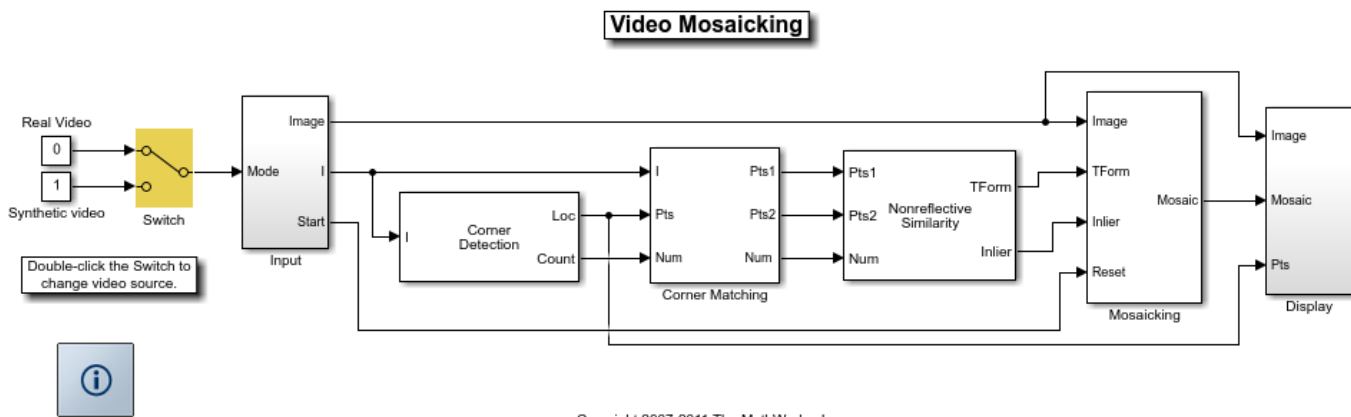 Video Mosaicking
Real Video
0
1
Synthetic video
Switch
Double-click the Switch to
change video source.
Mode
Image
I
Start
Input
I
Corner
Detection
Loc
Count
I
Pts
Num
Pts1
Pts2
Num
Corner Matching
Pts1
Pts2
Num
Nonreflective
Similarity
TForm
Inlier
Image
TForm
Inlier
Reset
Mosaic
Mosaicking
Image
Mosaic
Pts
Display